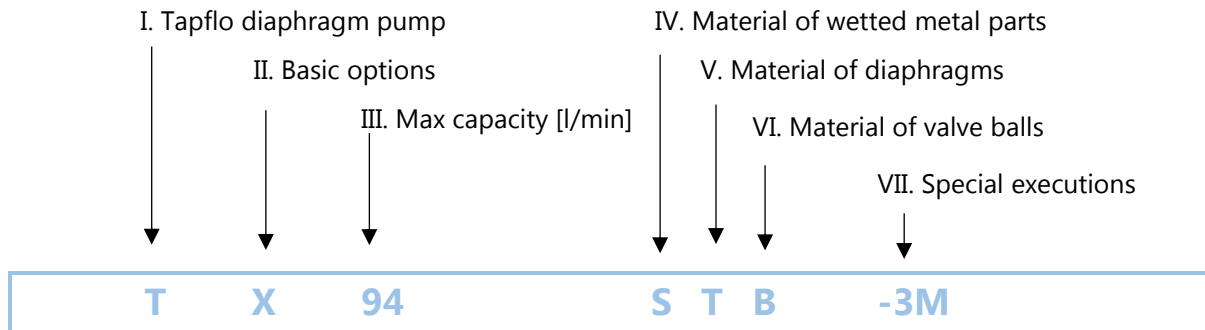 I. Tapflo diaphragm pump
IV. Material of wetted metal parts
II. Basic options
V. Material of diaphragms
III. Max capacity [l/min]
VI. Material of valve balls
VII. Special executions
T X 94 S T B -3M